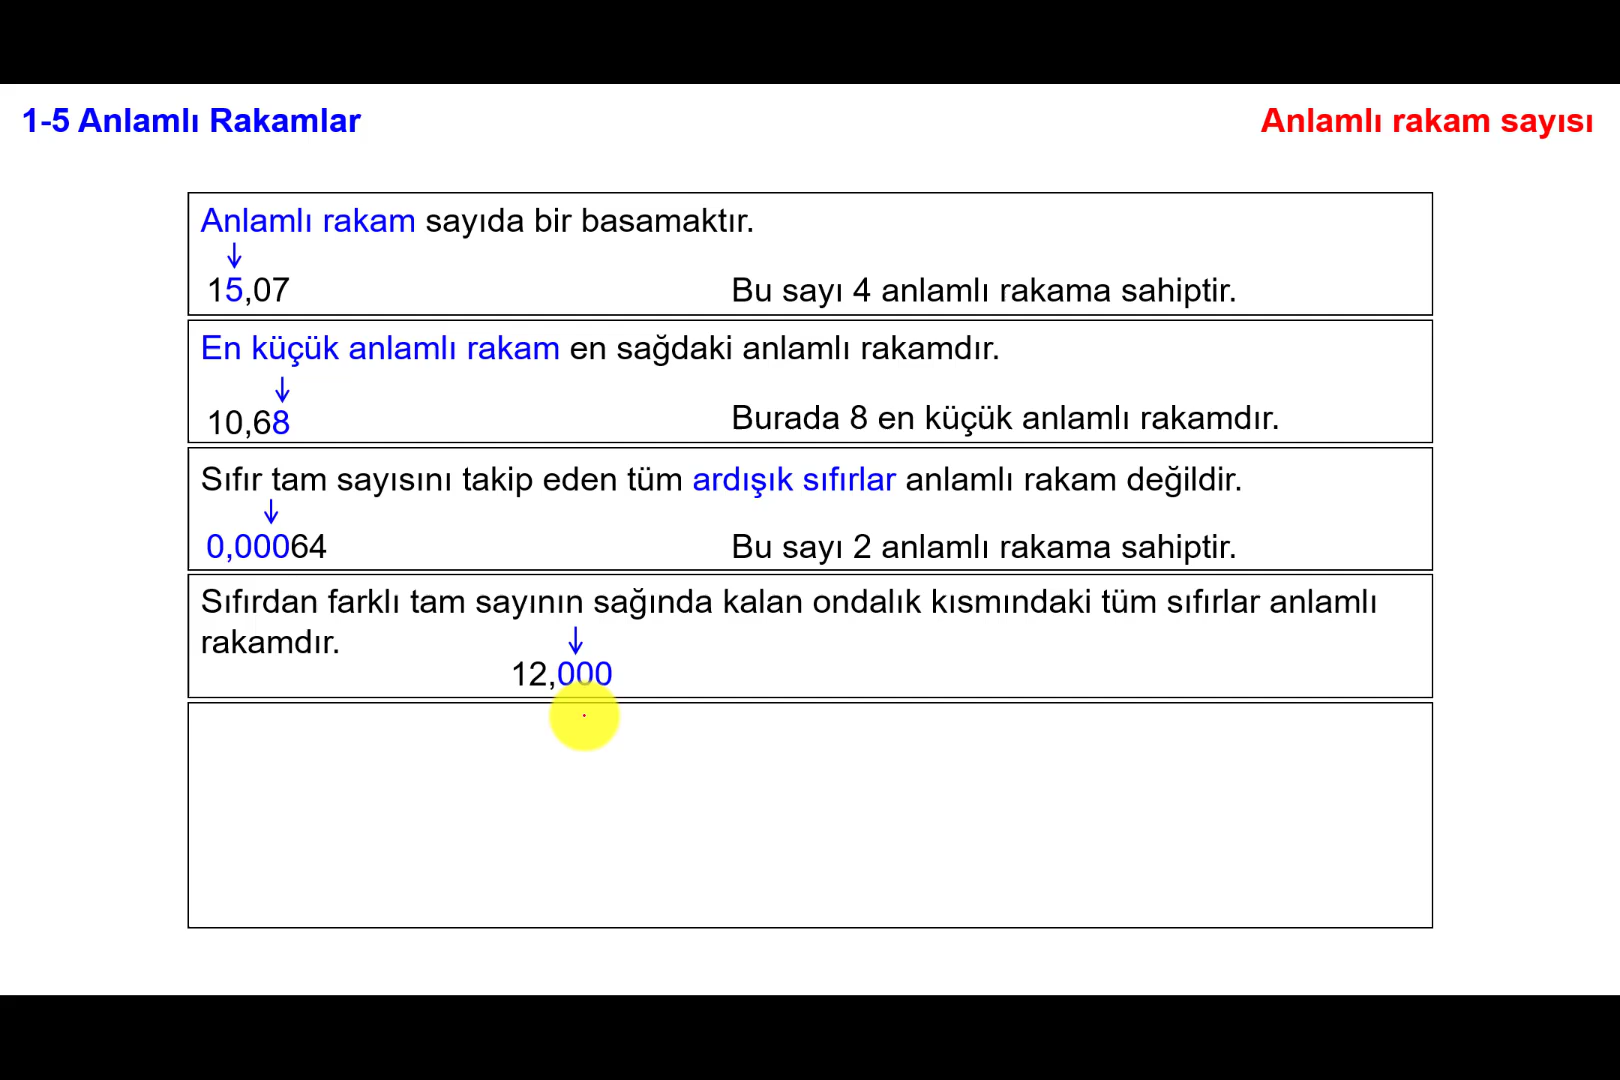 1-5 Anlamlı Rakamlar
Anlamlı rakam sayısı
Anlamlı rakam sayıda bir basamaktır.
15,07
Bu sayı 4 anlamlı rakama sahiptir.
En küçük anlamlı rakam en sağdaki anlamlı rakamdır.
10,68
Burada 8 en küçük anlamlı rakamdır.
Sıfır tam sayısını takip eden tüm ardışık sıfırlar anlamlı rakam değildir.
0,00064
Bu sayı 2 anlamlı rakama sahiptir.
Sıfırdan farklı tam sayının sağında kalan ondalık kısmındaki tüm sıfırlar anlamlı
rakamdır.
12,000